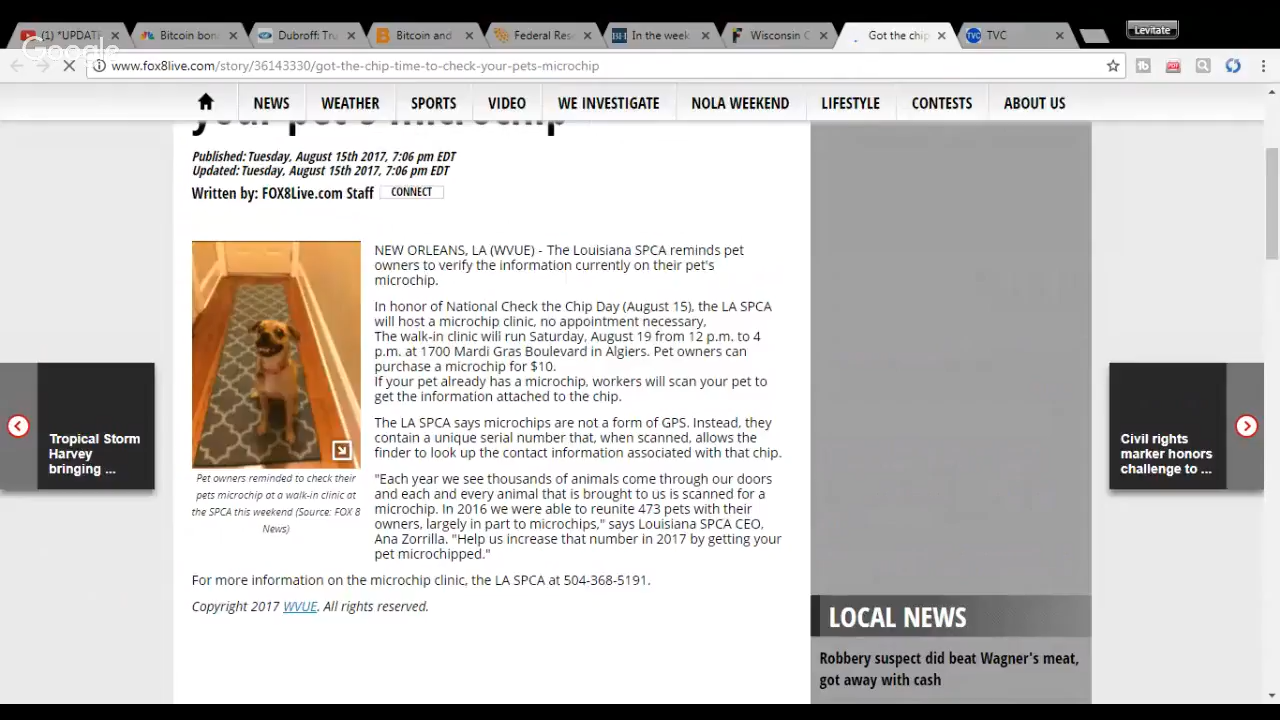 (1) *UPDAT
Bitcoin bon
Dubroff: Tru
Bitcoin and
Federal Res
In the week
Wisconsin C
Got the chip
TVC
Levitate
Google
www.fox8live.com/story/36143330/got-the-chip-time-to-check-your-pets-microchip
NEWS WEATHER SPORTS VIDEO WE INVESTIGATE NOLA WEEKEND LIFESTYLE CONTESTS ABOUT US
your pet's microchip
Published: Tuesday, August 15th 2017, 7:06 pm EDT
Updated: Tuesday, August 15th 2017, 7:06 pm EDT
Written by: FOX8Live.com Staff CONNECT
NEW ORLEANS, LA (WVUE) - The Louisiana SPCA reminds pet
owners to verify the information currently on their pet's
microchip.
In honor of National Check the Chip Day (August 15), the LA SPCA
will host a microchip clinic, no appointment necessary,
The walk-in clinic will run Saturday, August 19 from 12 p.m. to 4
p.m. at 1700 Mardi Gras Boulevard in Algiers. Pet owners can
purchase a microchip for $10.
If your pet already has a microchip, workers will scan your pet to
get the information attached to the chip.
The LA SPCA says microchips are not a form of GPS. Instead, they
contain a unique serial number that, when scanned, allows the
finder to look up the contact information associated with that chip.
"Each year we see thousands of animals come through our doors
and each and every animal that is brought to us is scanned for a
microchip. In 2016 we were able to reunite 473 pets with their
owners, largely in part to microchips," says Louisiana SPCA CEO,
Ana Zorrilla. "Help us increase that number in 2017 by getting your
pet microchipped."
Pet owners reminded to check their
pets microchip at a walk-in clinic at
the SPCA this weekend (Source: FOX 8
News)
For more information on the microchip clinic, the LA SPCA at 504-368-5191.
Copyright 2017 WVUE. All rights reserved.
Tropical Storm
Harvey
bringing ...
Civil rights
marker honors
challenge to ...
LOCAL NEWS
Robbery suspect did beat Wagner's meat,
got away with cash